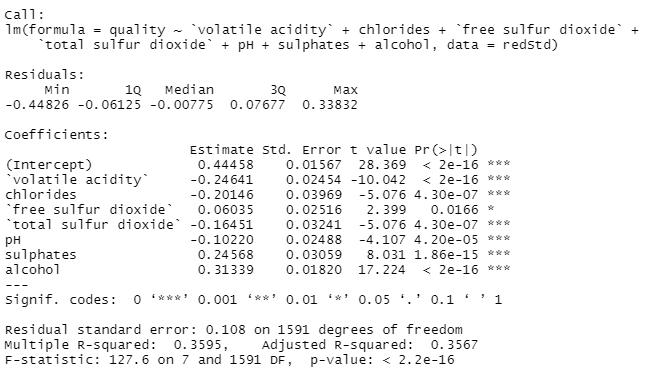 Call:
lm(formula = quality ~ `volatile acidity` + chlorides + `free sulfur dioxide` +
    `total sulfur dioxide` + pH + sulphates + alcohol, data = redStd)

Residuals:
     Min       1Q   Median       3Q      Max
-0.44826 -0.06125 -0.00775  0.07677  0.33832

Coefficients:
                       Estimate Std. Error t value Pr(>|t|)
(Intercept)             0.44458    0.01567  28.369  < 2e-16 ***
`volatile acidity`     -0.24641    0.02454 -10.042  < 2e-16 ***
chlorides              -0.20146    0.03969  -5.076 4.30e-07 ***
`free sulfur dioxide`   0.06035    0.02516   2.399   0.0166 *
`total sulfur dioxide` -0.16451    0.03241  -5.076 4.30e-07 ***
pH                     -0.10220    0.02488  -4.107 4.20e-05 ***
sulphates               0.24568    0.03059   8.031 1.86e-15 ***
alcohol                 0.31339    0.01820  17.224  < 2e-16 ***
---
Signif. codes:  0 ‘***’ 0.001 ‘**’ 0.01 ‘*’ 0.05 ‘.’ 0.1 ‘ ’ 1

Residual standard error: 0.108 on 1591 degrees of freedom
Multiple R-squared:  0.3595,    Adjusted R-squared:  0.3567
F-statistic: 127.6 on 7 and 1591 DF,  p-value: < 2.2e-16